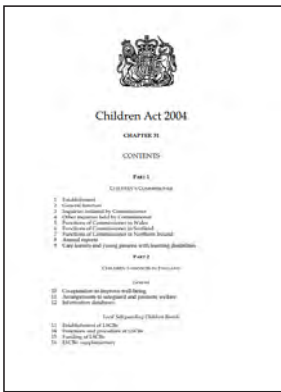 Children Act 2004
CHAPTER 31
CONTENTS
PART 1
CHILDREN'S COMMISSIONER
1 Establishment
2 General function
3 Inquiries initiated by Commissioner
4 Other inquiries held by Commissioner
5 Functions of Commissioner in Wales
6 Functions of Commissioner in Scotland
7 Functions of Commissioner in Northern Ireland
8 Annual reports
9 Care leavers and young persons with learning disabilities
PART 2
CHILDREN'S SERVICES IN ENGLAND
General
10 Co-operation to improve well-being
11 Arrangements to safeguard and promote welfare
12 Information databases
Local Safeguarding Children Boards
13 Establishment of LSCBs
14 Functions and procedure of LSCBs
15 Funding of LSCBs
16 LSCBs: supplementary